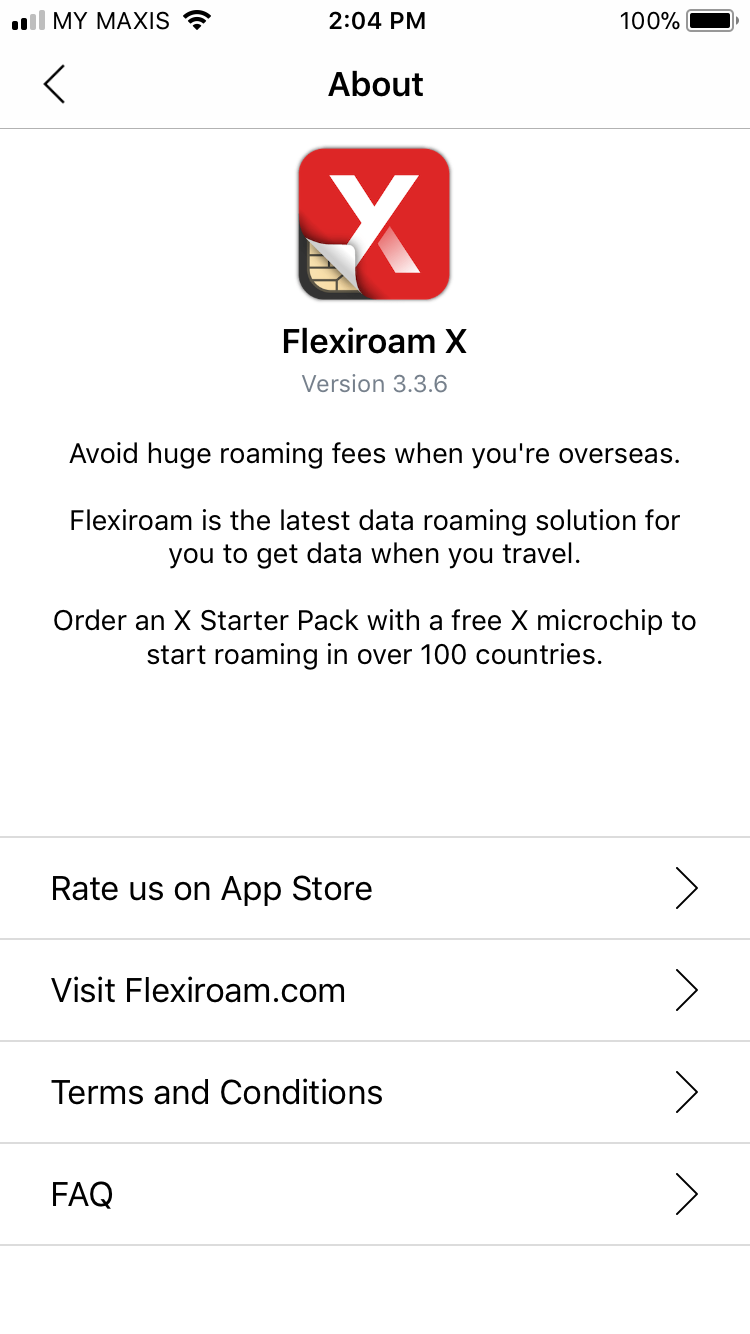 MY MAXIS 2:04 PM 100%
About
X
Flexiroam X
Version 3.3.6
Avoid huge roaming fees when you're overseas.
Flexiroam is the latest data roaming solution for
you to get data when you travel.
Order an X Starter Pack with a free X microchip to
start roaming in over 100 countries.
Rate us on App Store
Visit Flexiroam.com
Terms and Conditions
FAQ